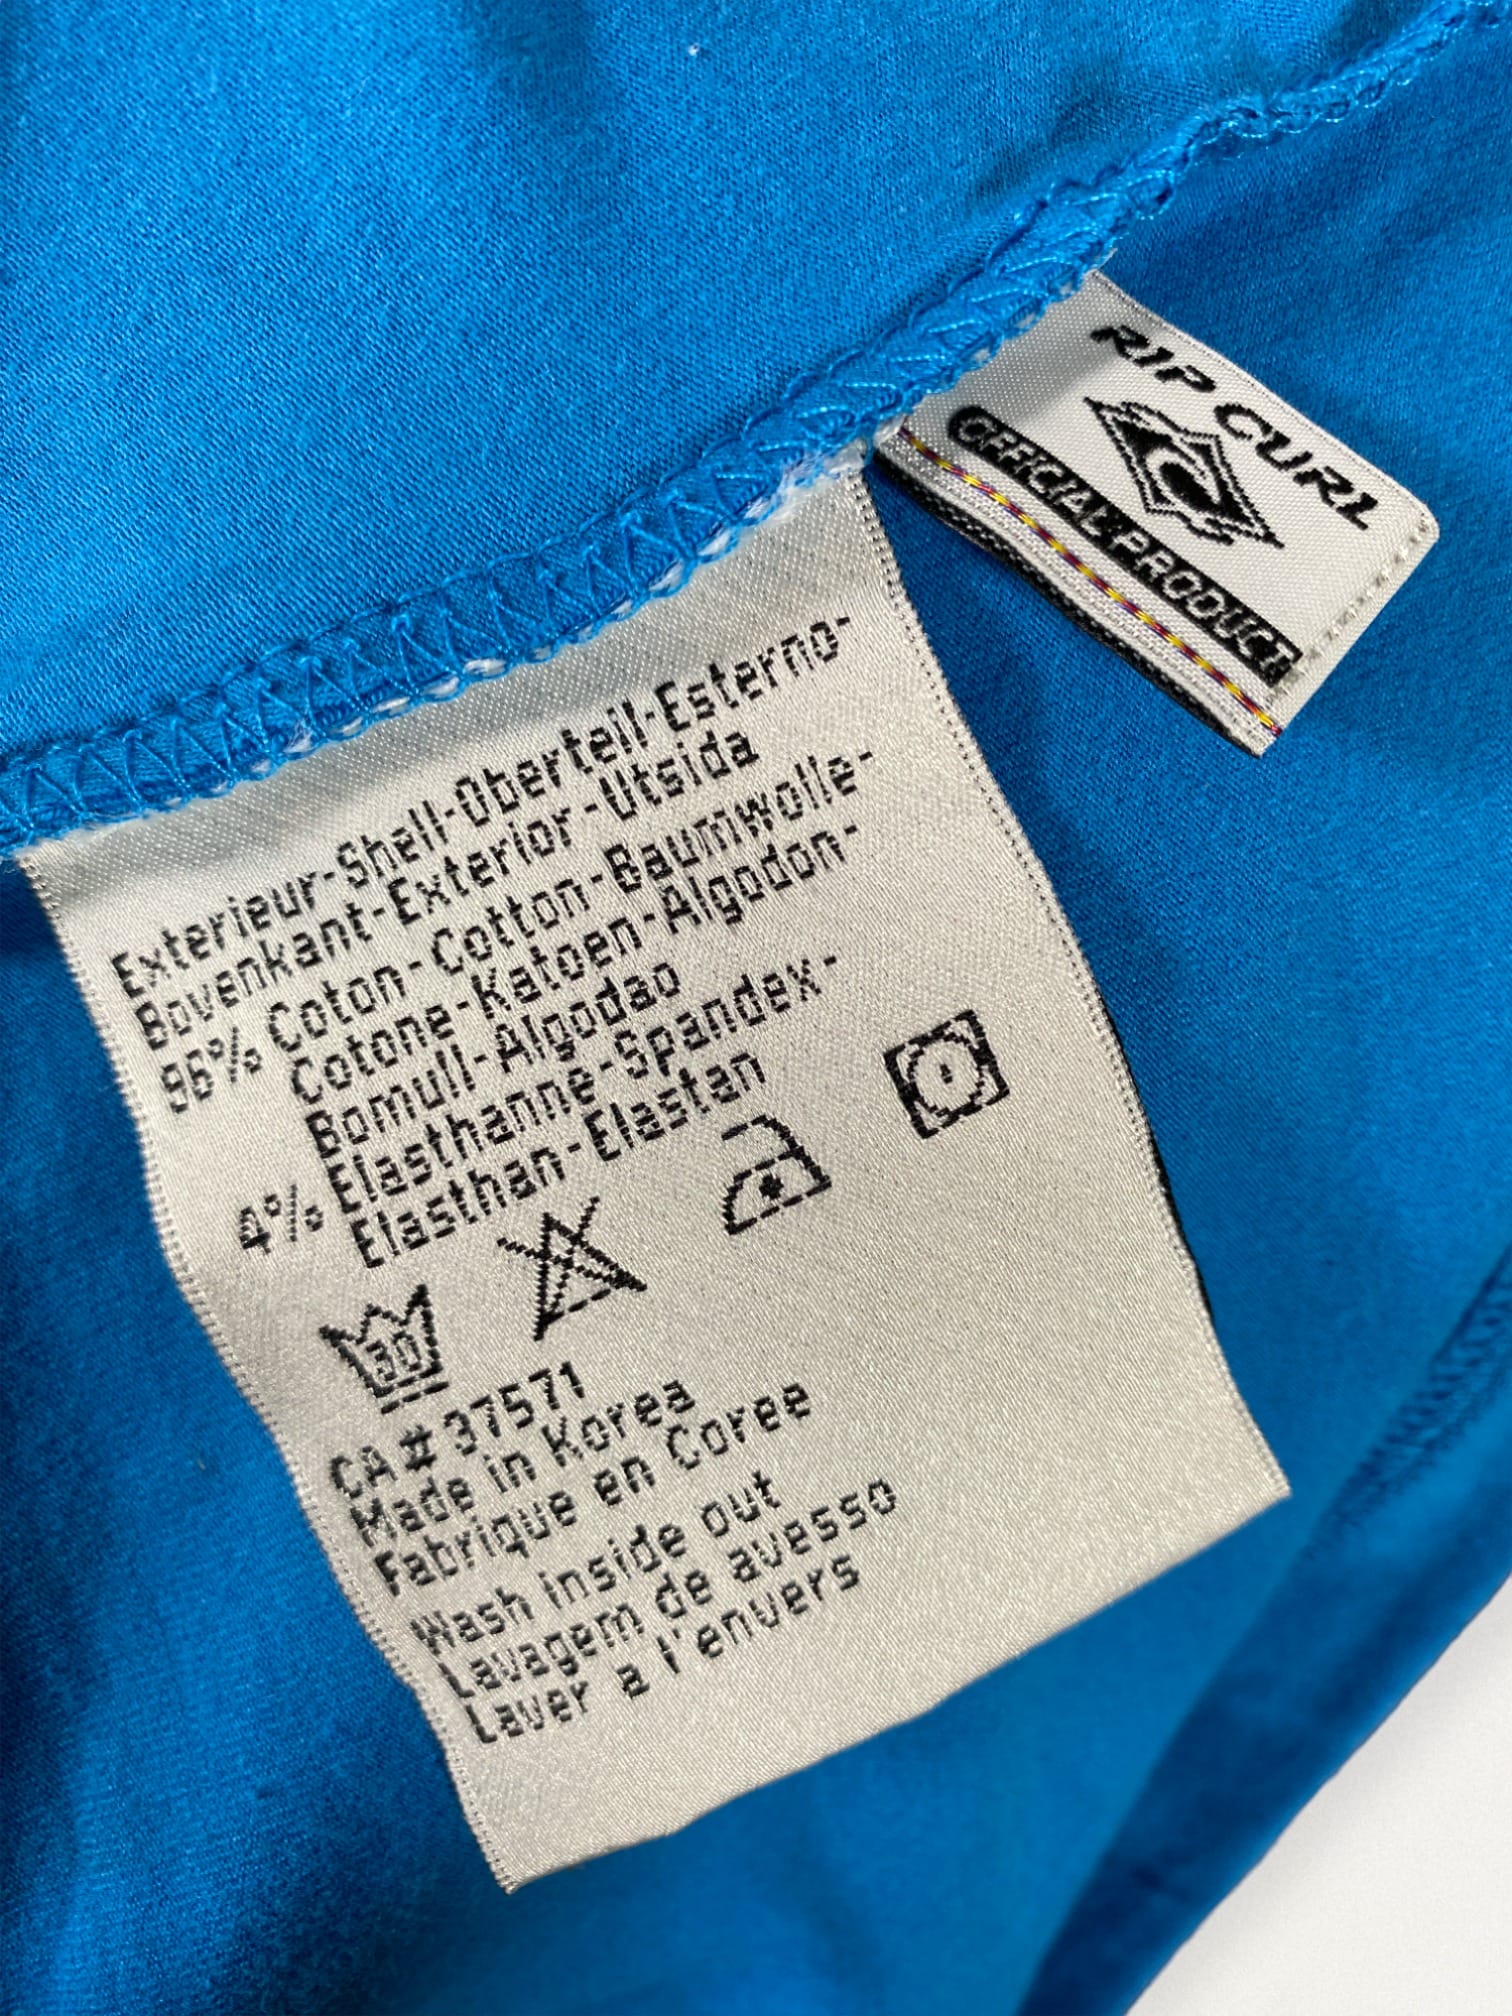 RIP CURL
OFFICIAL PRODUCT
Exterieur-Shell-Oberteil-Esterno-
Bovenkant-Exterior-Utsida
96% Coton-Cotton-Baumwolle-
Cotone-Katoen-Algodon-
Bomull-Algodao
4% Elasthanne-Spandex-
Elasthan-Elastan
30
CA#37571
Made in Korea
Fabrique en Coree
Wash inside out
Lavagem de avesso
Laver a l'envers